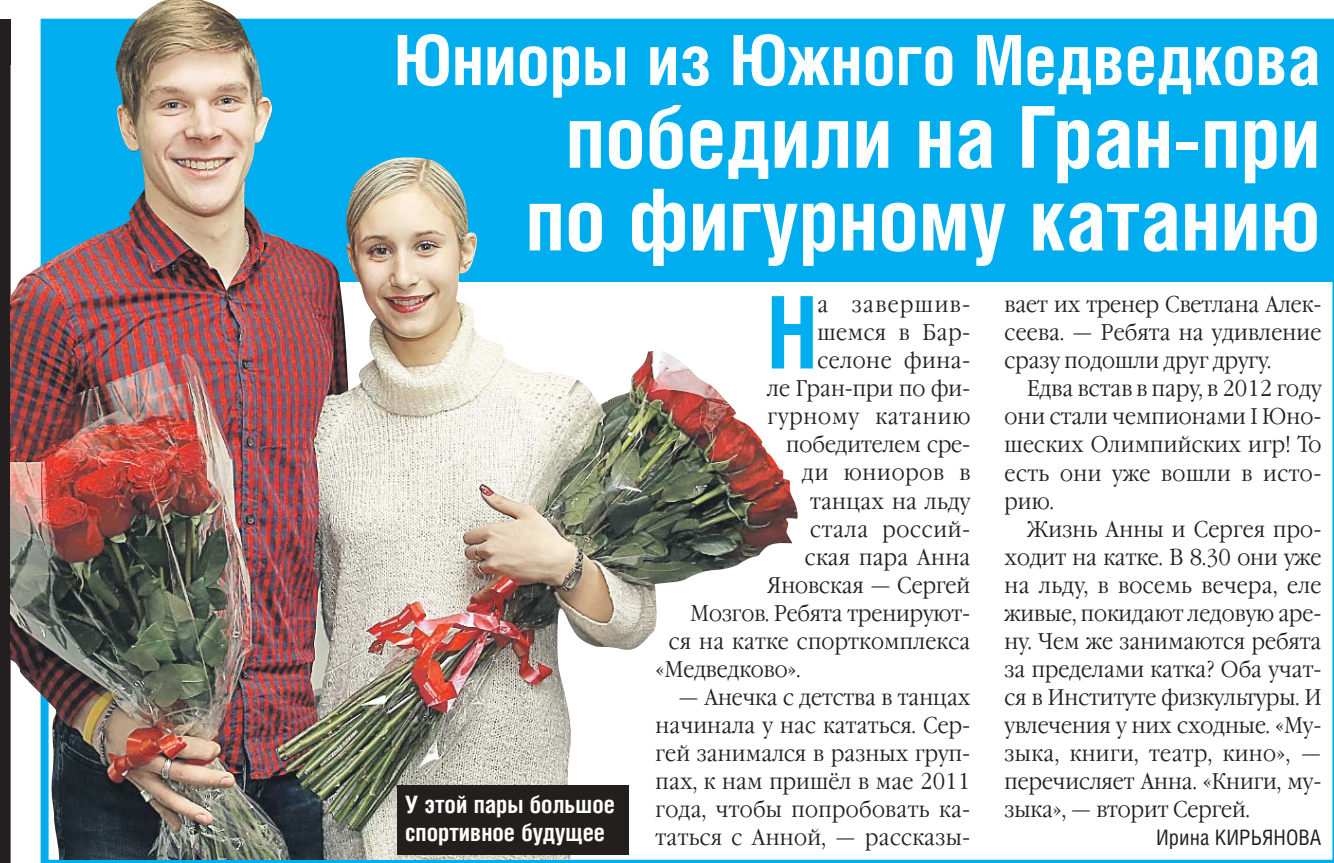 Юниоры из Южного Медведкова
победили на Гран-при
по фигурному катанию
На завершив-
шемся в Бар-
селоне фина-
ле Гран-при по фи-
гурному катанию
победителем сре-
ди юниоров в
танцах на льду
стала россий-
ская пара Анна
Яновская — Сергей
Мозгов. Ребята тренируют-
ся на катке спорткомплекса
«Медведково».
— Анечка с детства в танцах
начинала у нас кататься. Сер-
гей занимался в разных груп-
пах, к нам пришёл в мае 2011
года, чтобы попробовать ка-
таться с Анной, — рассказы-
вает их тренер Светлана Алек-
сеева. — Ребята на удивление
сразу подошли друг другу.
Едва встав в пару, в 2012 году
они стали чемпионами I Юно-
шеских Олимпийских игр! То
есть они уже вошли в исто-
рию.
Жизнь Анны и Сергея про-
ходит на катке. В 8.30 они уже
на льду, в восемь вечера, еле
живые, покидают ледовую аре-
ну. Чем же занимаются ребята
за пределами катка? Оба учат-
ся в Институте физкультуры. И
увлечения у них сходные. «Му-
зыка, книги, театр, кино», —
перечисляет Анна. «Книги, му-
зыка», — вторит Сергей.
Ирина КИРЬЯНОВА
У этой пары большое
спортивное будущее